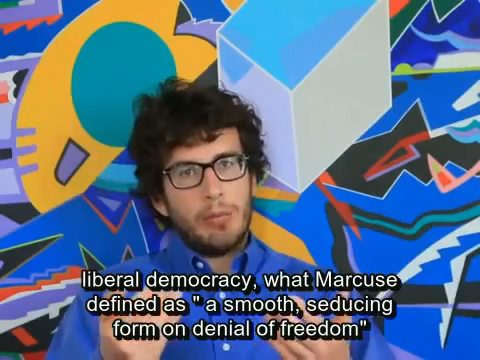 liberal democracy, what Marcuse
defined as " a smooth, seducing
form on denial of freedom"